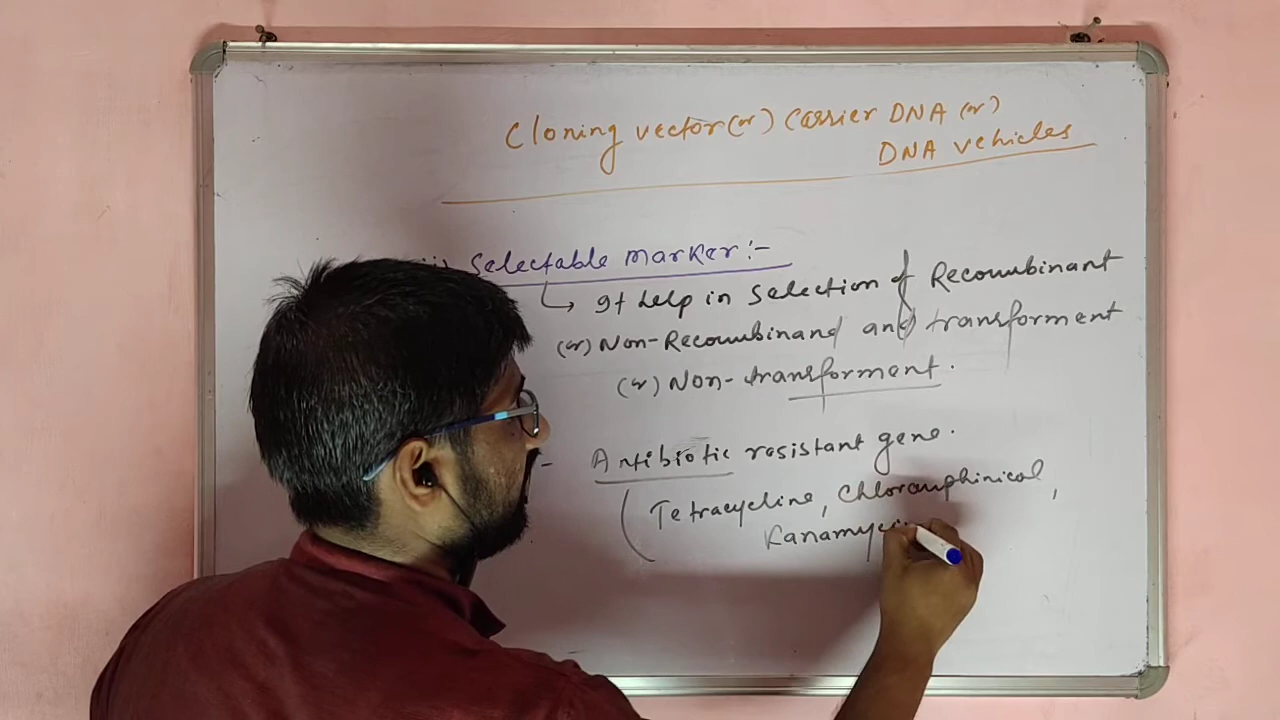 Cloning vector (or) Carrier DNA (or)
DNA vehicles
Selectable marker :-
It help in selection of Recombinant
(or) Non-Recombinand and transforment
(or) Non-transforment.
- Antibiotic resistant gene.
(Tetracycline, Chloramphinical,
Kanamyci